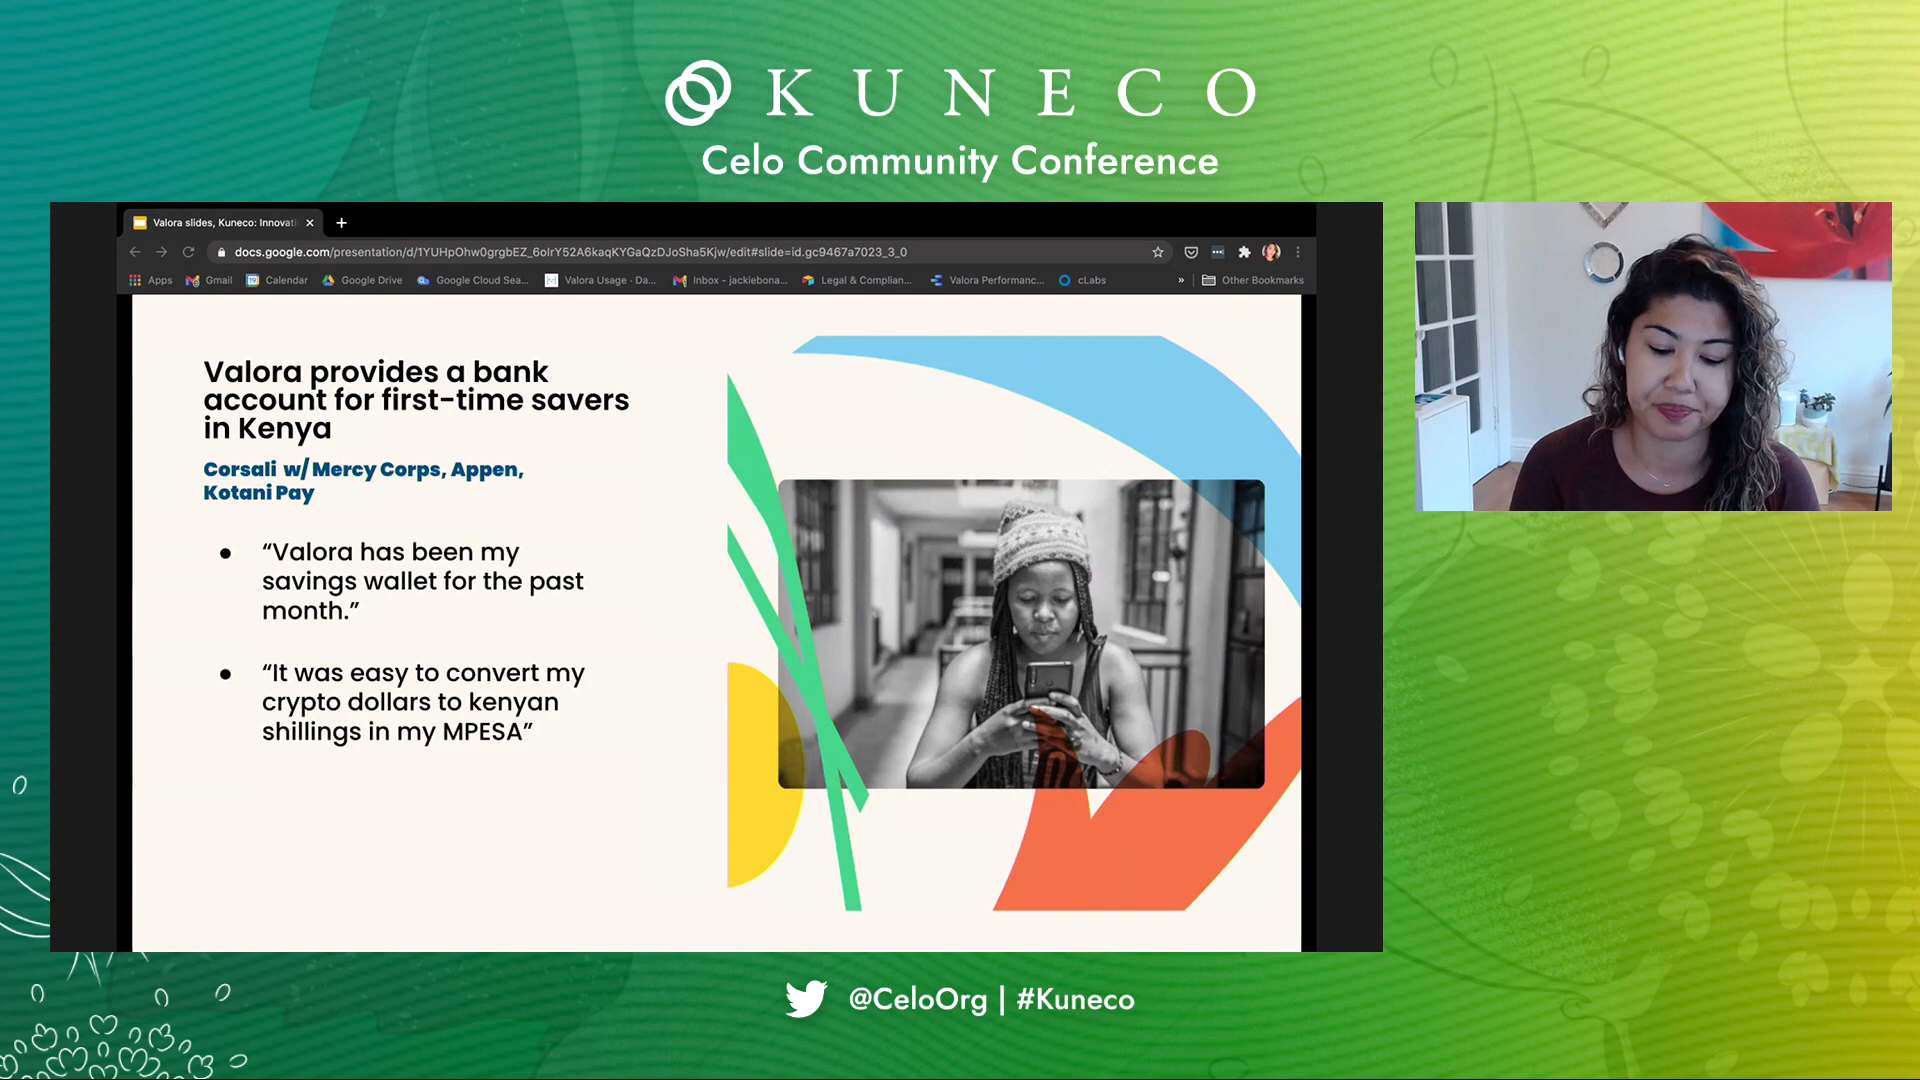 KUNECO
Celo Community Conference
Valora slides, Kuneco: Innovati
docs.google.com/presentation/d/1YUHpOhw0grgbEZ_6oIrY52A6kaqKYGaQzDJoSha5Kjw/edit#slide=id.gc9467a7023_3_0
Apps Gmail Calendar Google Drive Google Cloud Sea... Valora Usage - Da... Inbox - jackiebona... Legal & Complian... Valora Performanc... cLabs » Other Bookmarks
Valora provides a bank
account for first-time savers
in Kenya
Corsali w/ Mercy Corps, Appen,
Kotani Pay
● “Valora has been my
savings wallet for the past
month.”
● “It was easy to convert my
crypto dollars to kenyan
shillings in my MPESA”
@CeloOrg | #Kuneco